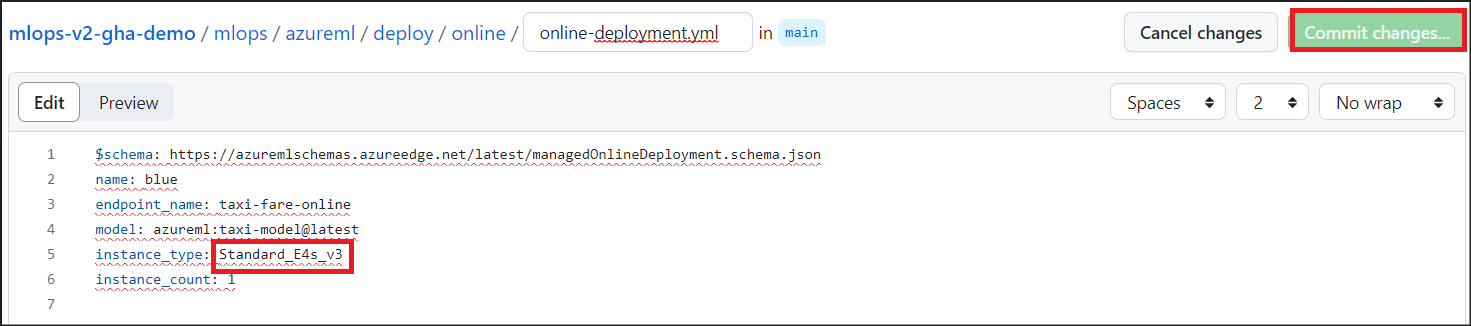 mlops-v2-gha-demo / mlops / azureml / deploy / online / online-deployment.yml in main Cancel changes Commit changes...
Edit Preview Spaces 2 No wrap
1 $schema: https://azuremlschemas.azureedge.net/latest/managedOnlineDeployment.schema.json
2 name: blue
3 endpoint_name: taxi-fare-online
4 model: azureml:taxi-model@latest
5 instance_type: Standard_E4s_v3
6 instance_count: 1
7